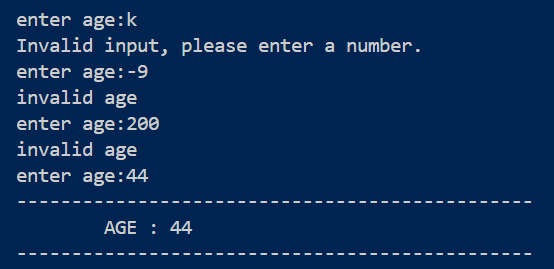 enter age:k
Invalid input, please enter a number.
enter age:-9
invalid age
enter age:200
invalid age
enter age:44
-----------------------------------------------
AGE : 44
-----------------------------------------------